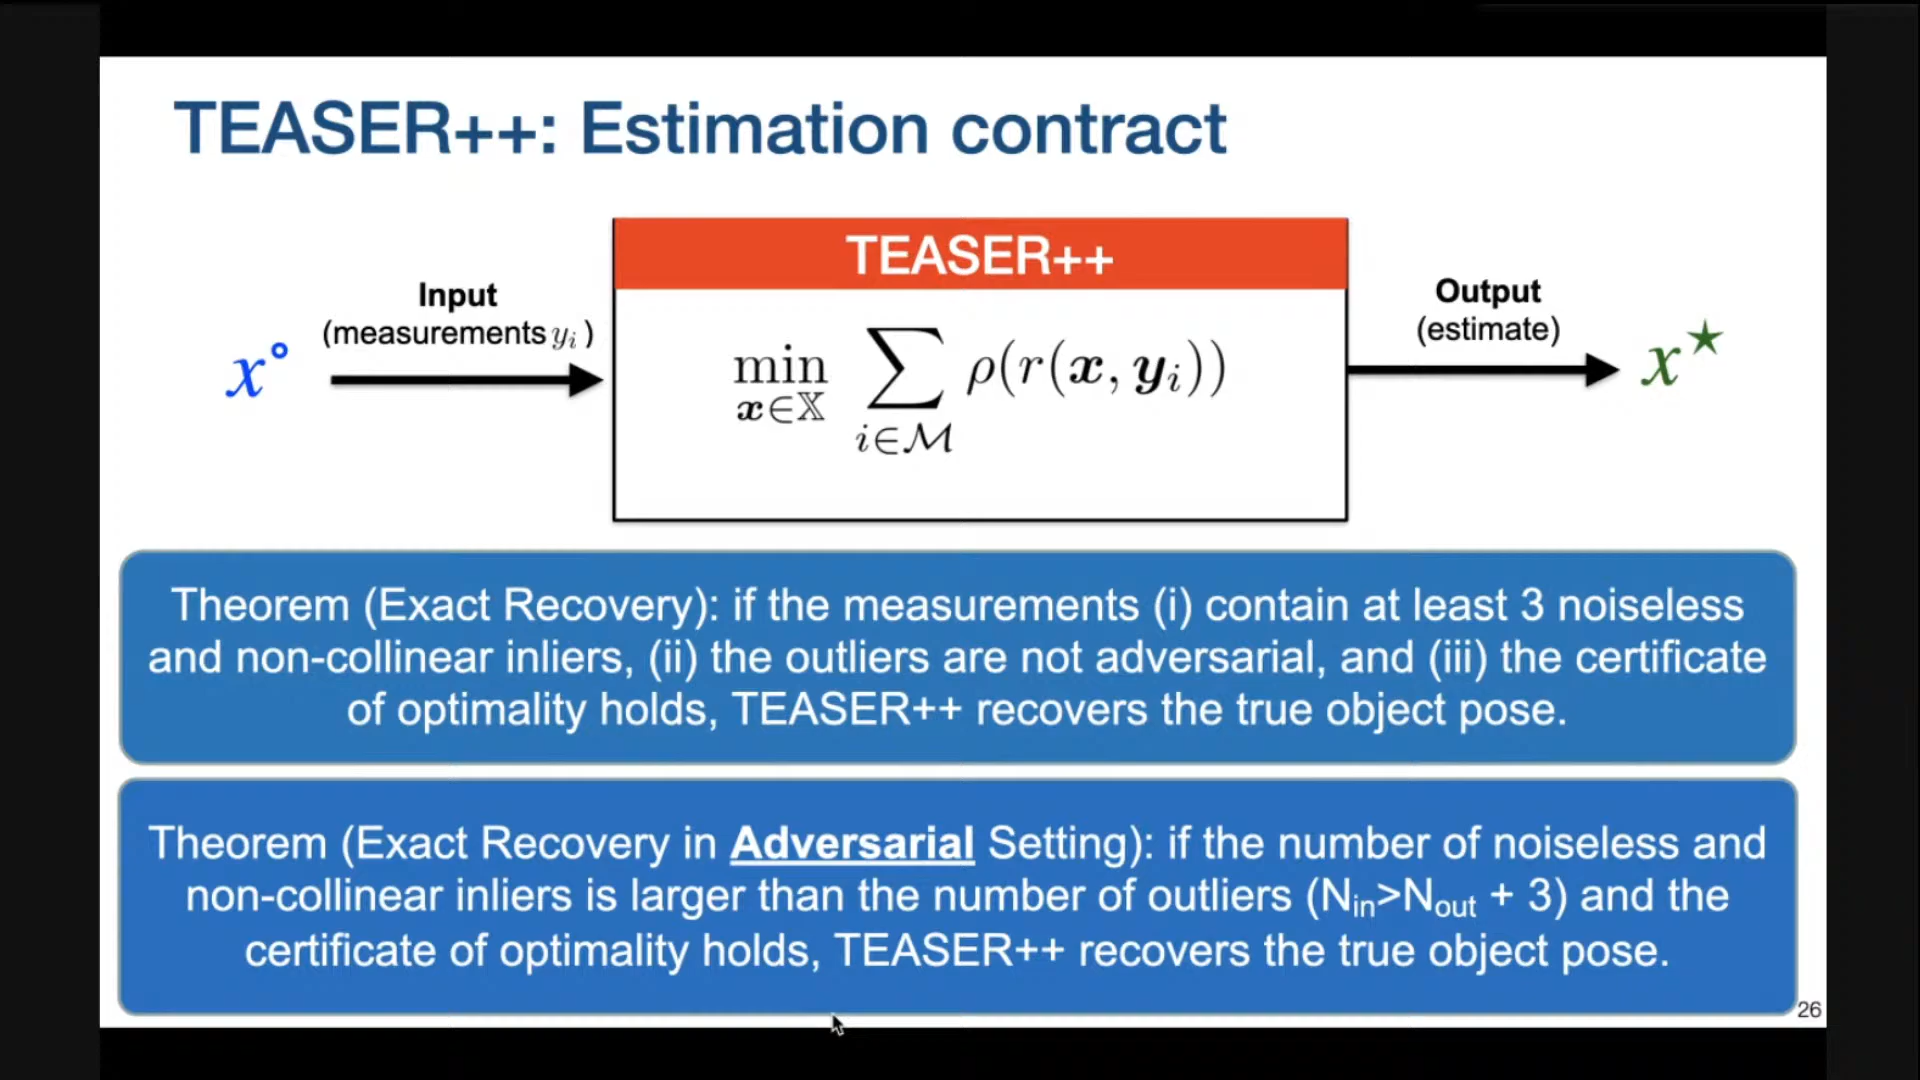 TEASER++: Estimation contract
TEASER++
Input
(measurements yᵢ)
x°
min x∈𝕏 ∑ i∈ℳ ρ(r(x, yᵢ))
Output
(estimate)
x★
Theorem (Exact Recovery): if the measurements (i) contain at least 3 noiseless
and non-collinear inliers, (ii) the outliers are not adversarial, and (iii) the certificate
of optimality holds, TEASER++ recovers the true object pose.
Theorem (Exact Recovery in Adversarial Setting): if the number of noiseless and
non-collinear inliers is larger than the number of outliers (Nin>Nout + 3) and the
certificate of optimality holds, TEASER++ recovers the true object pose.
26